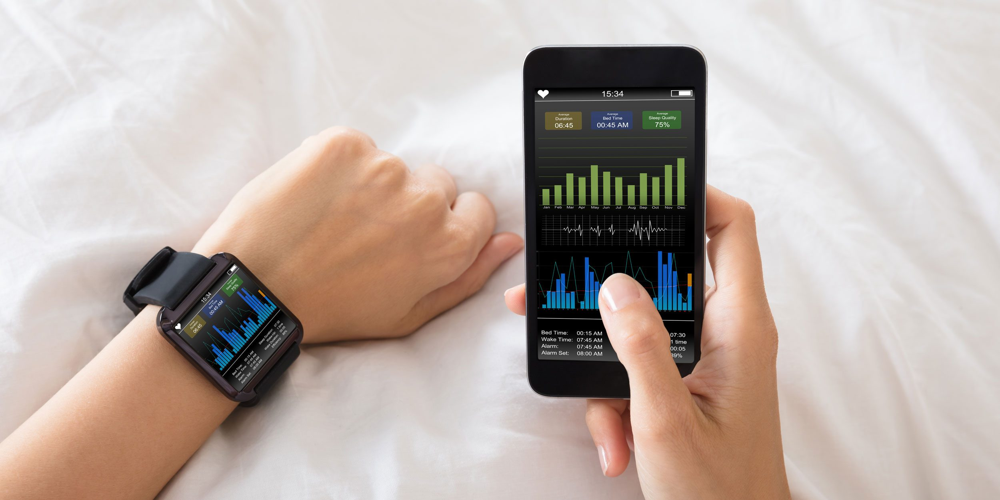 15:34
Average
Duration
06:45
Average
Bed Time
00:45 AM
Average
Sleep Quality
75%
Jan Feb Mar Apr May Jun Jul Aug Sep Oct Nov Dec
Bed Time: 00:15 AM
Wake Time: 07:45 AM
Alarm: 07:45 AM
Alarm Set: 08:00 AM
07:30
1 time
00:05
89%
15:34
Average
Duration
06:45
Average
Bed Time
00:45 AM
Average
Sleep Quality
75%
Bed Time: 00:15 AM
Wake Time: 07:45 AM
Alarm: 07:45 AM
Alarm Set: 08:00 AM
Sleep Duration: 07:30
Wake-Up: 1 time
Wake Duration: 00:05
Efficiency: 89%